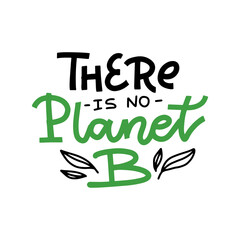 THERe
- IS NO -
Planet
B